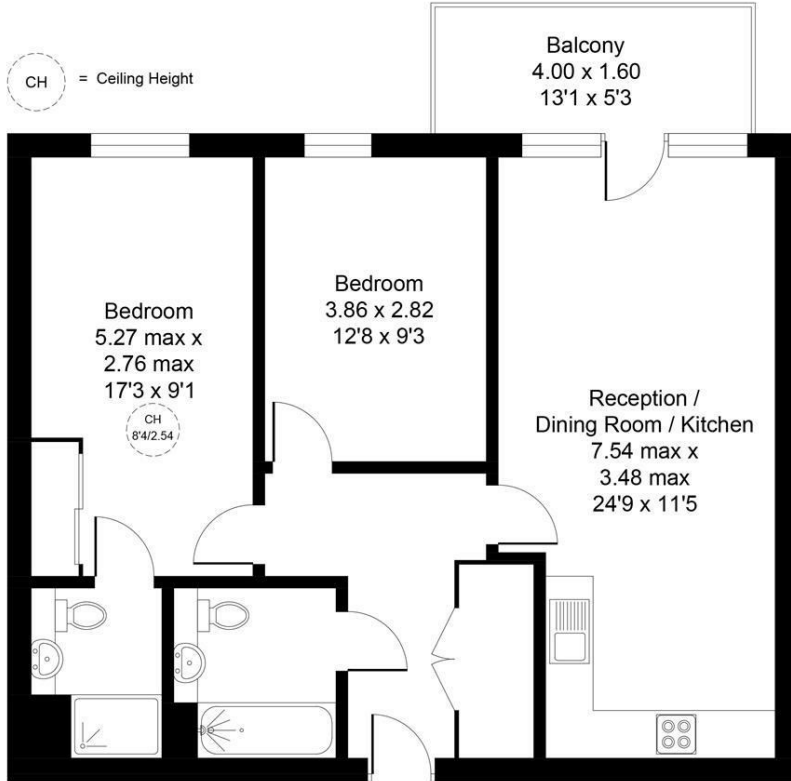 CH = Ceiling Height
Balcony
4.00 x 1.60
13'1 x 5'3
Bedroom
5.27 max x
2.76 max
17'3 x 9'1
CH
8'4/2.54
Bedroom
3.86 x 2.82
12'8 x 9'3
Reception /
Dining Room / Kitchen
7.54 max x
3.48 max
24'9 x 11'5